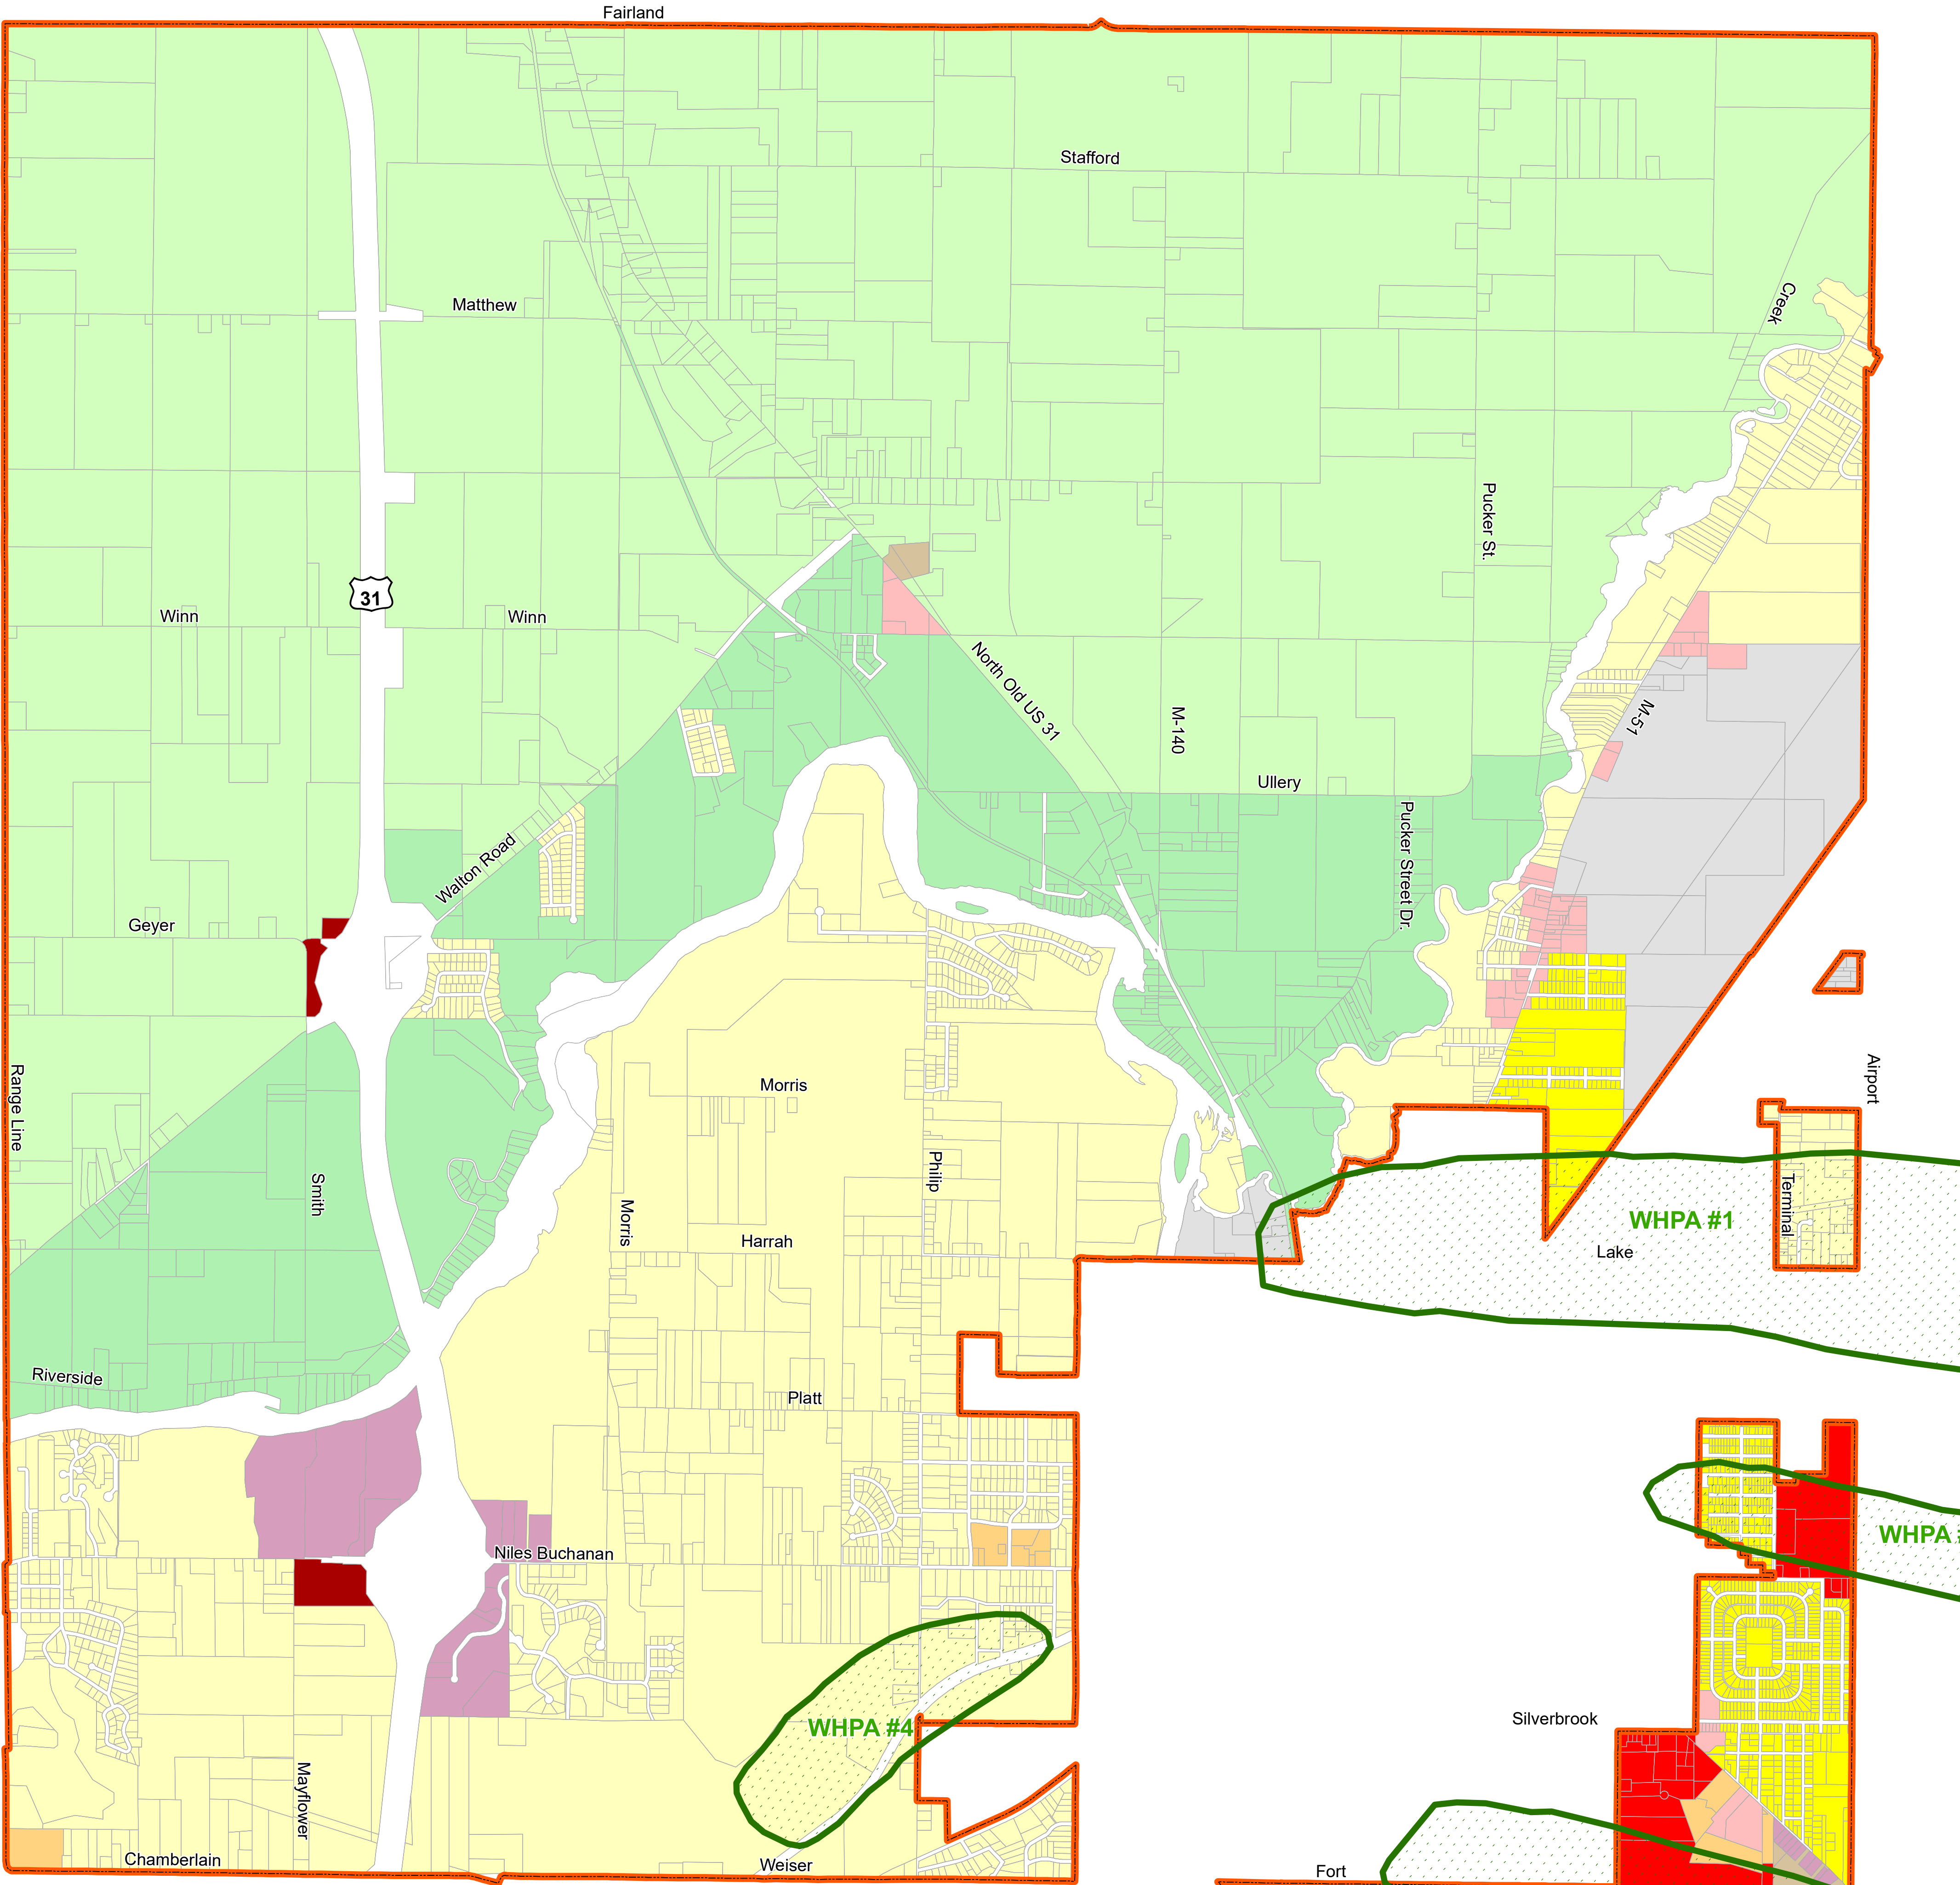 Fairland
Stafford
Creek
Matthew
Pucker St.
31
Winn
Winn
North Old US 31
M-140
M-51
Ullery
Pucker Street Dr.
Walton Road
Geyer
Range Line
Morris
Airport
Smith
Philip
Morris
Terminal
WHPA #1
Harrah
Lake
Riverside
Platt
WHPA
Niles Buchanan
Silverbrook
WHPA #4
Mayflower
Chamberlain
Weiser
Fort